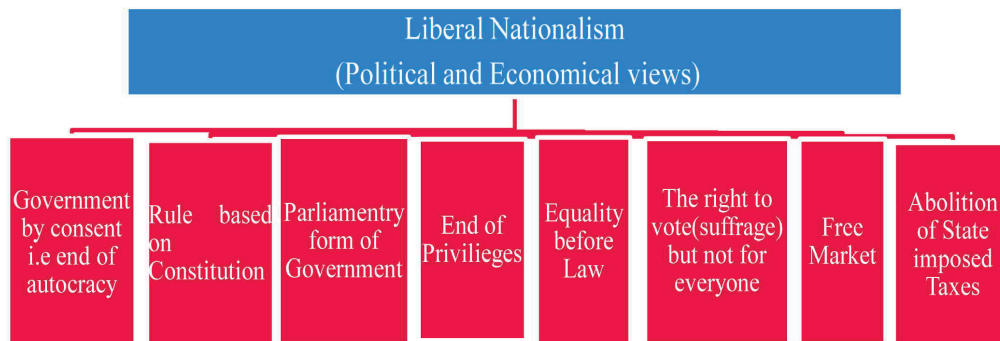 Liberal Nationalism
(Political and Economical views)
Government
by consent
i.e end of
autocracy
Rule based
on
Constitution
Parliamentry
form of
Government
End of
Privilieges
Equality
before
Law
The right to
vote(suffrage)
but not for
everyone
Free
Market
Abolition
of State
imposed
Taxes